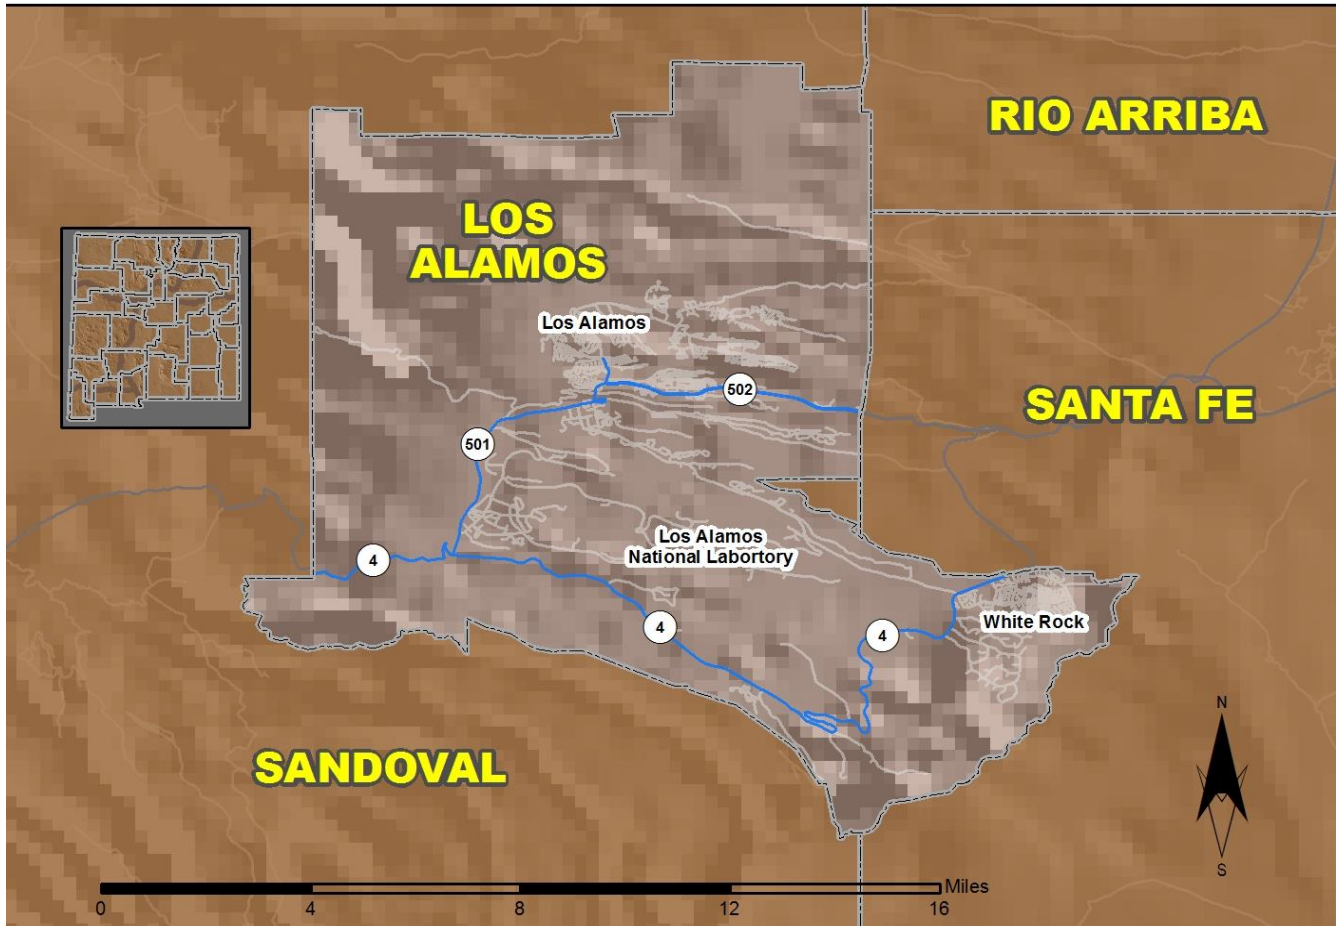 RIO ARRIBA
LOS
ALAMOS
Los Alamos
502
SANTA FE
501
Los Alamos
National Labortory
4
4
4
White Rock
SANDOVAL
N
S
Miles
0
4
8
12
16